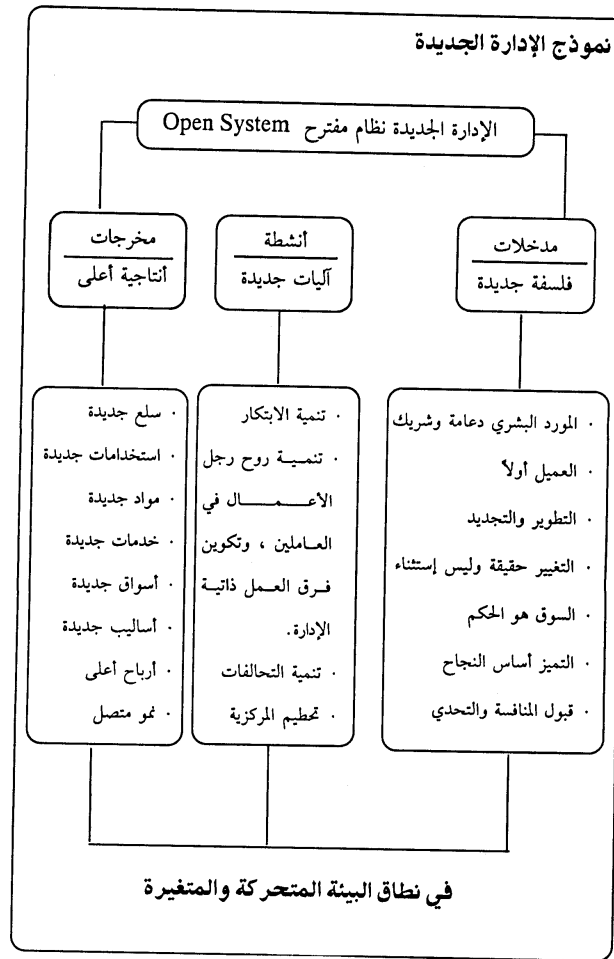 نموذج الإدارة الجديدة
الإدارة الجديدة نظام مفترح Open System
مدخلات
فلسفة جديدة
أنشطة
آليات جديدة
مخرجات
أنتاجية أعلى
· المورد البشري دعامة وشريك
· العميل أولاً
· التطوير والتجديد
· التغيير حقيقة وليس إستثناء
· السوق هو الحكم
· التميز أساس النجاح
· قبول المنافسة والتحدي
· تنمية الابتكار
· تنمية روح رجل
الأعمال في
العاملين ، وتكوين
فرق العمل ذاتية
الإدارة.
· تنمية التحالفات
· تحطيم المركزية
· سلع جديدة
· استخدامات جديدة
· مواد جديدة
· خدمات جديدة
· أسواق جديدة
· أساليب جديدة
· أرباح أعلى
· نمو متصل
في نطاق البيئة المتحركة والمتغيرة